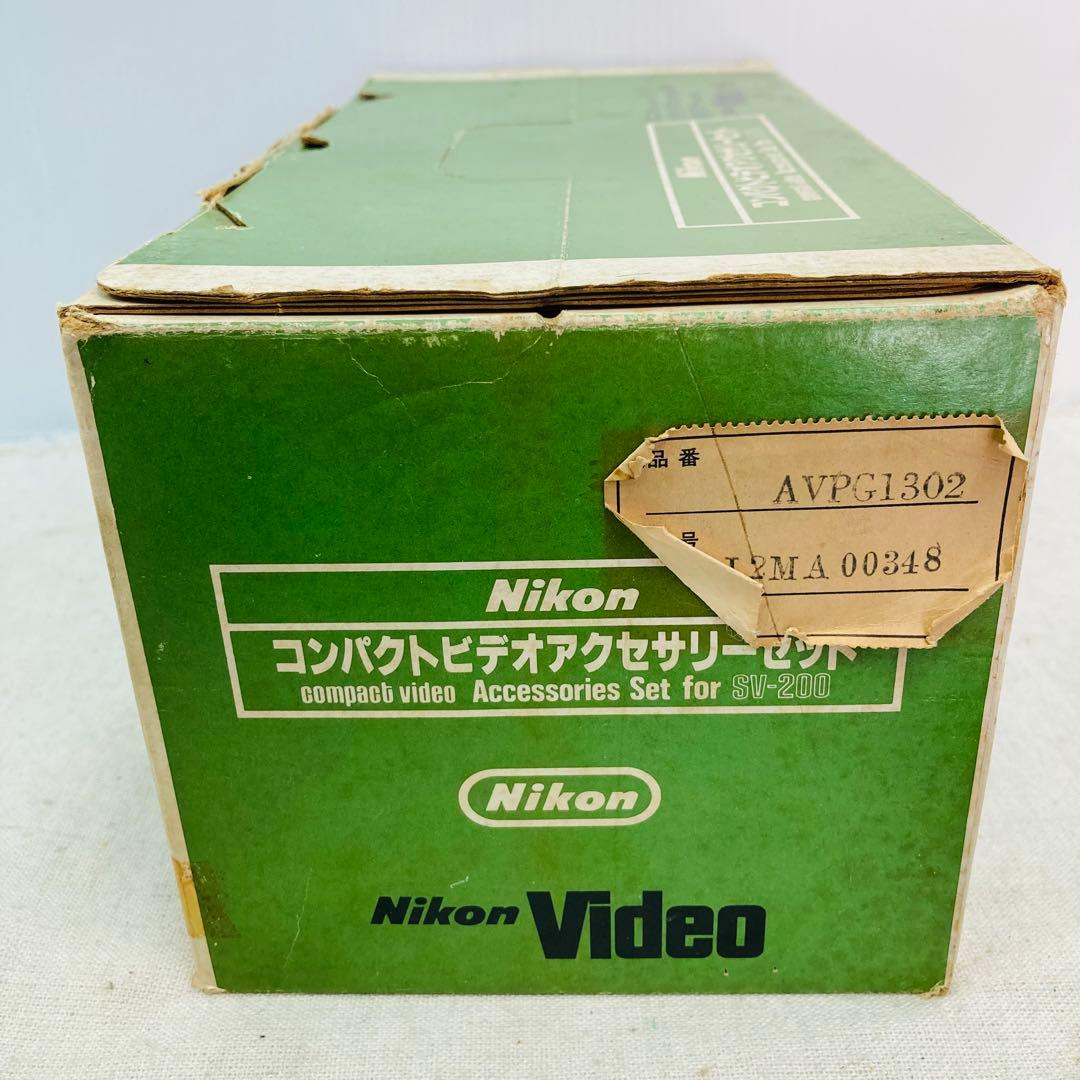 品番
AVPG1302
号
L2MA 00348
Nikon
コンパクトビデオアクセサリーセット
compact video Accessories Set for SV-200
Nikon
Nikon Video